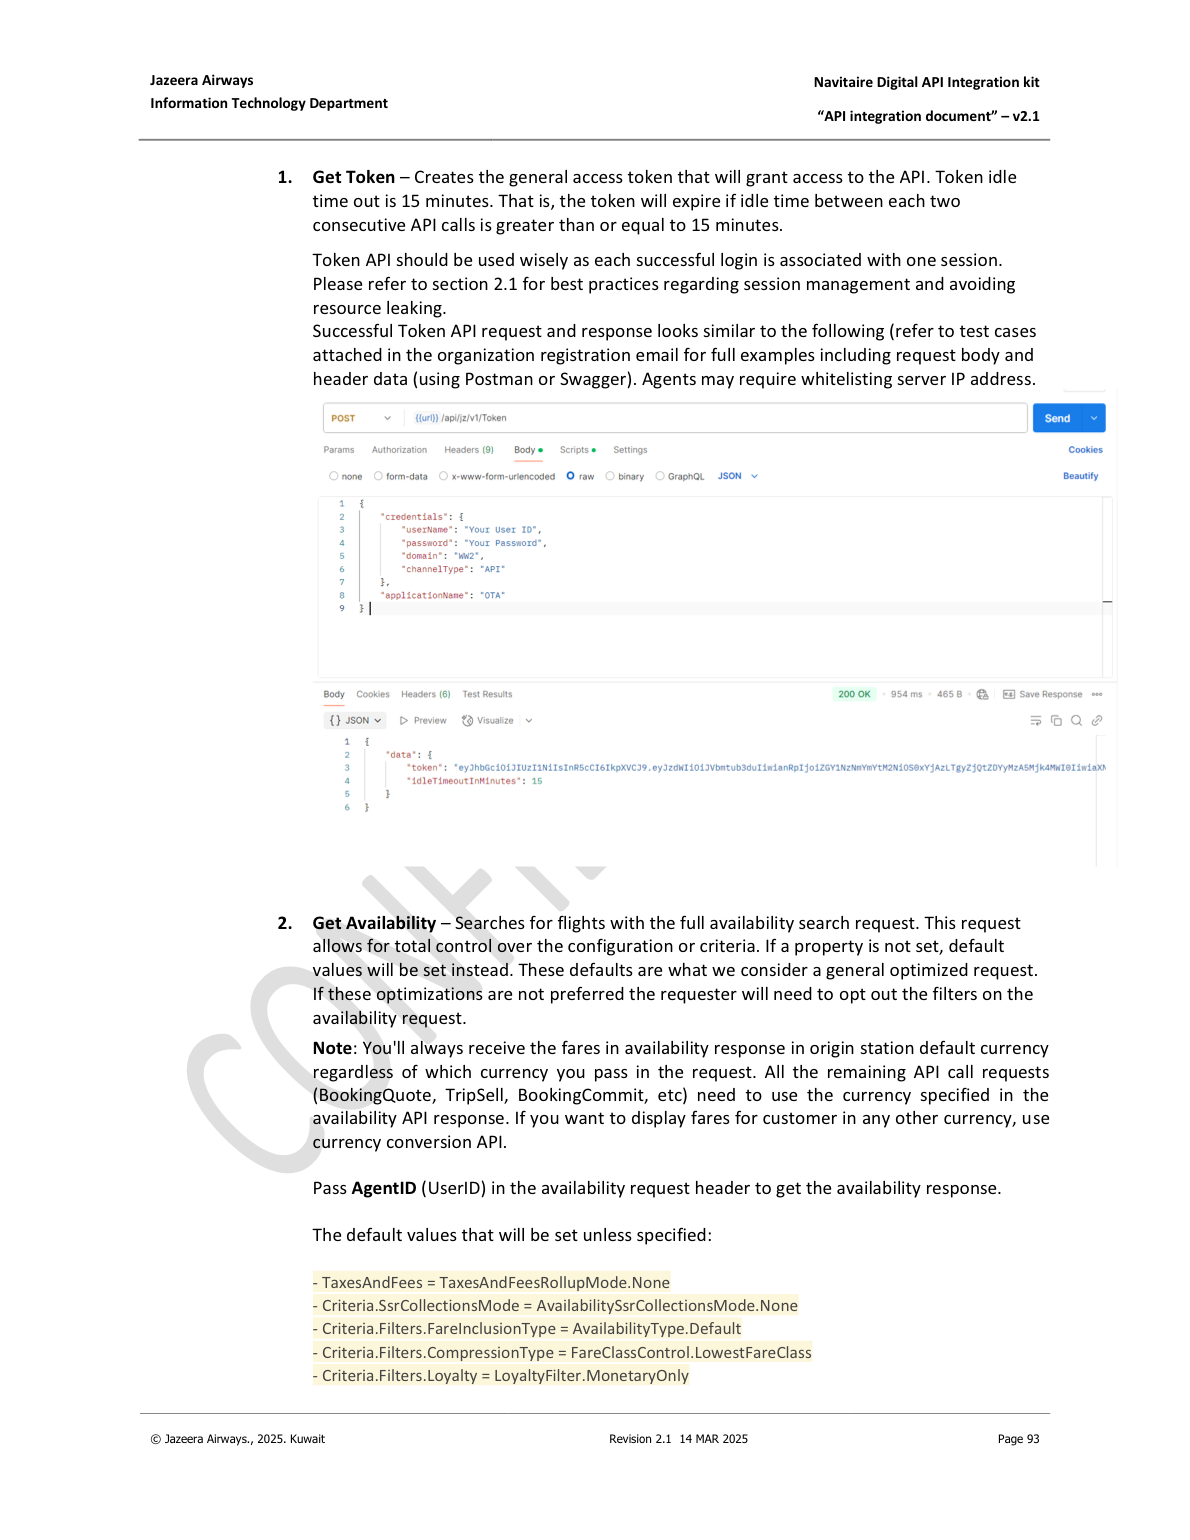 Jazeera Airways
Information Technology Department
Navitaire Digital API Integration kit
“API integration document” – v2.1
1. Get Token – Creates the general access token that will grant access to the API. Token idle
time out is 15 minutes. That is, the token will expire if idle time between each two
consecutive API calls is greater than or equal to 15 minutes.
Token API should be used wisely as each successful login is associated with one session.
Please refer to section 2.1 for best practices regarding session management and avoiding
resource leaking.
Successful Token API request and response looks similar to the following (refer to test cases
attached in the organization registration email for full examples including request body and
header data (using Postman or Swagger). Agents may require whitelisting server IP address.
POST {{url}} /api/jz/v1/Token Send
Params Authorization Headers (9) Body Scripts Settings Cookies
none form-data x-www-form-urlencoded raw binary GraphQL JSON Beautify
1 {
2 "credentials": {
3 "userName": "Your User ID",
4 "password": "Your Password",
5 "domain": "WW2",
6 "channelType": "API"
7 },
8 "applicationName": "OTA"
9 }
Body Cookies Headers (6) Test Results 200 OK 954 ms 465 B Save Response
{} JSON Preview Visualize
1 {
2 "data": {
3 "token":
4 "idleTimeoutInMinutes": 15
5 }
6 }
CONF
2. Get Availability – Searches for flights with the full availability search request. This request
allows for total control over the configuration or criteria. If a property is not set, default
values will be set instead. These defaults are what we consider a general optimized request.
If these optimizations are not preferred the requester will need to opt out the filters on the
availability request.
Note: You'll always receive the fares in availability response in origin station default currency
regardless of which currency you pass in the request. All the remaining API call requests
(BookingQuote, TripSell, BookingCommit, etc) need to use the currency specified in the
availability API response. If you want to display fares for customer in any other currency, use
currency conversion API.
Pass AgentID (UserID) in the availability request header to get the availability response.
The default values that will be set unless specified:
- TaxesAndFees = TaxesAndFeesRollupMode.None
- Criteria.SsrCollectionsMode = AvailabilitySsrCollectionsMode.None
- Criteria.Filters.FareInclusionType = AvailabilityType.Default
- Criteria.Filters.CompressionType = FareClassControl.LowestFareClass
- Criteria.Filters.Loyalty = LoyaltyFilter.MonetaryOnly
© Jazeera Airways., 2025. Kuwait
Revision 2.1 14 MAR 2025
Page 93